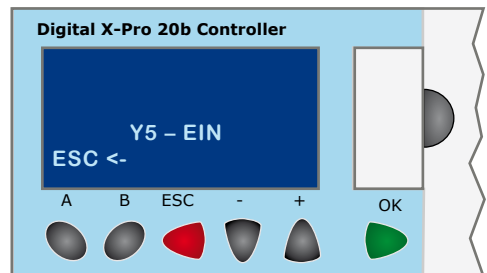 Digital X-Pro 20b Controller
Y5 – EIN
ESC <-
A B ESC - + OK